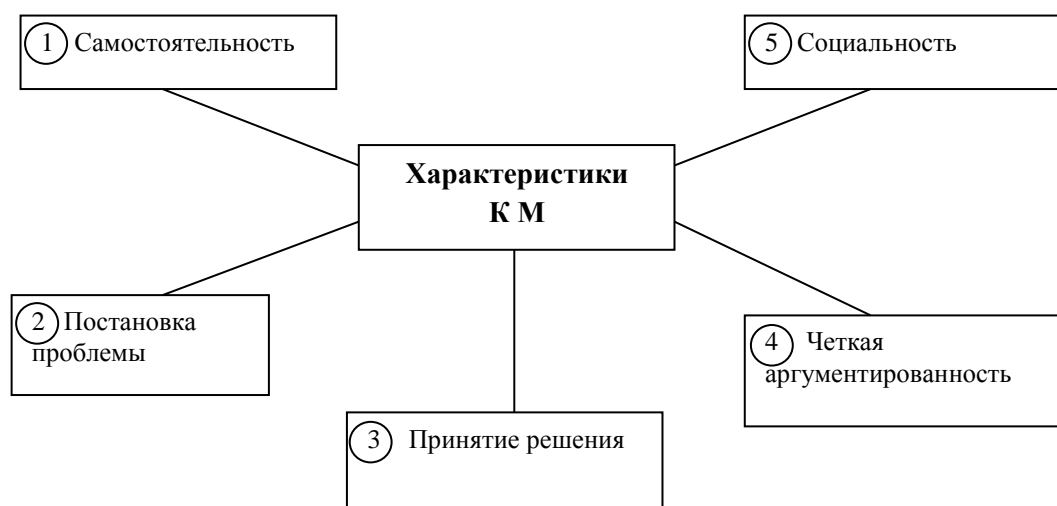 1 Самостоятельность
5 Социальность
Характеристики
К М
2 Постановка
проблемы
4 Четкая
аргументированность
3 Принятие решения